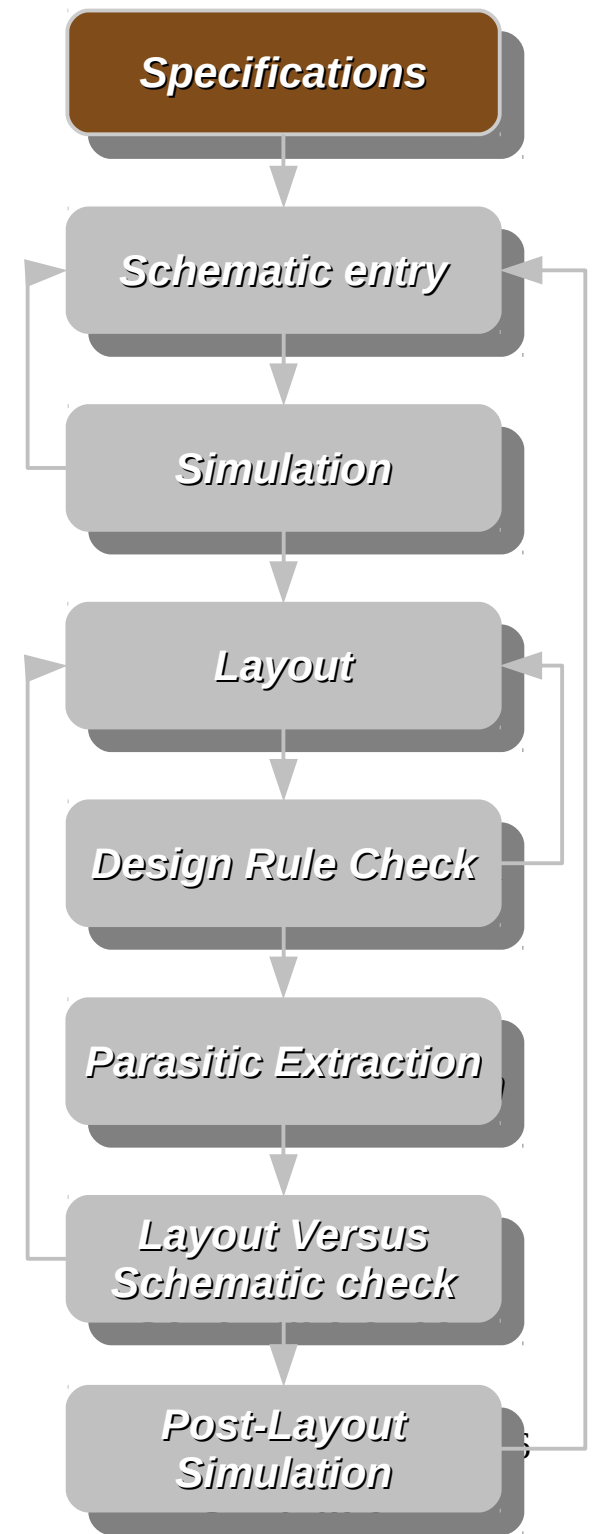 Specifications
Schematic entry
Simulation
Layout
Design Rule Check
Parasitic Extraction
Layout Versus
Schematic check
Post-Layout
Simulation